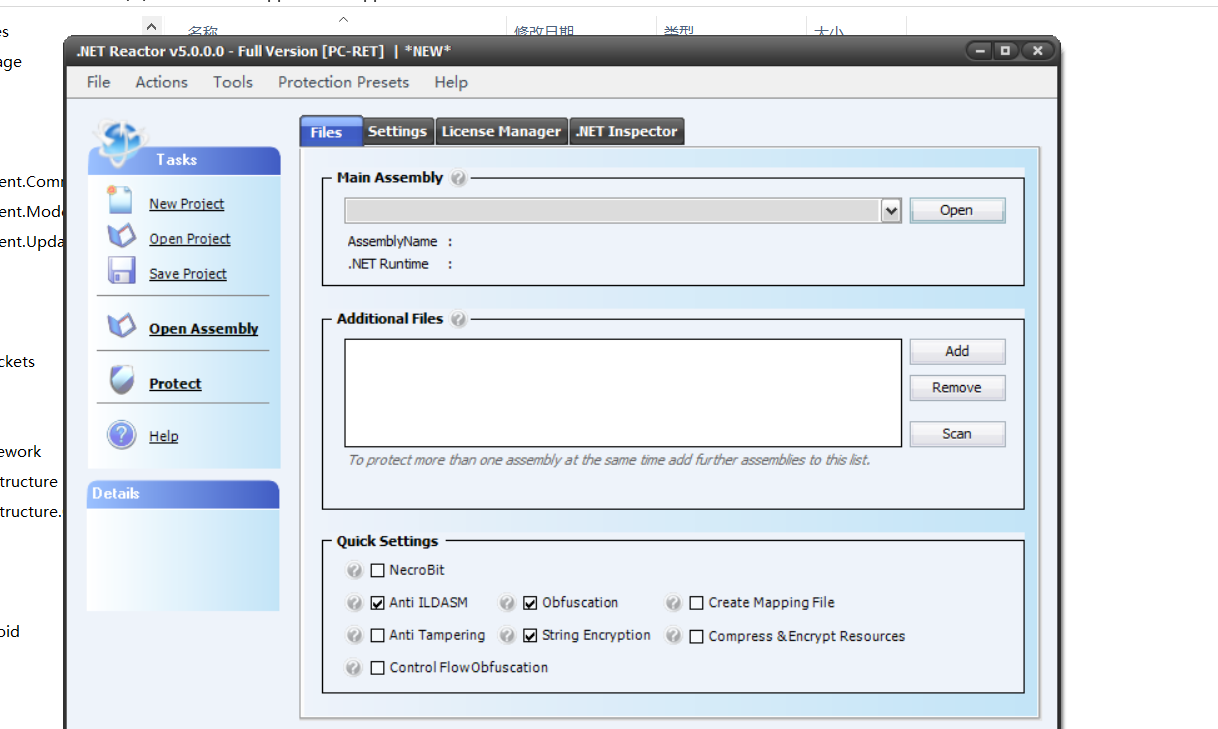 es
名称
修改日期
类型
大小
.NET Reactor v5.0.0.0 - Full Version [PC-RET] | *NEW*
age
File Actions Tools Protection Presets Help
Files Settings License Manager .NET Inspector
Tasks
New Project
Open Project
Save Project
Open Assembly
Protect
Help
Details
Main Assembly
Open
AssemblyName :
.NET Runtime :
Additional Files
Add
Remove
Scan
To protect more than one assembly at the same time add further assemblies to this list.
Quick Settings
NecroBit
Anti ILDASM Obfuscation Create Mapping File
Anti Tampering String Encryption Compress & Encrypt Resources
Control Flow Obfuscation
ent.Comm
ent.Mode
ent.Upda
ckets
ework
tructure
tructure.
oid